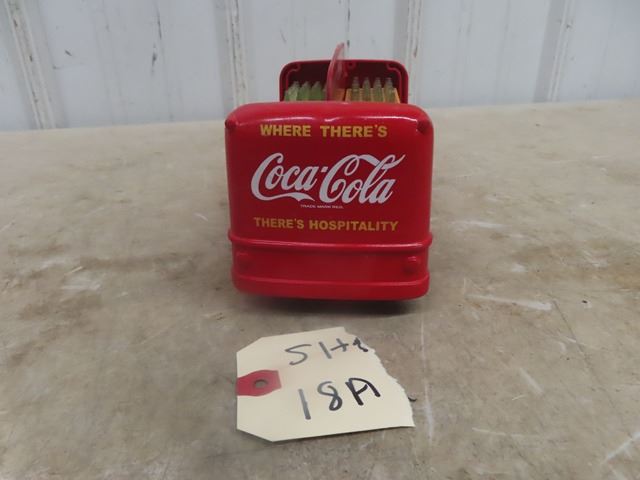 WHERE THERE'S
Coca-Cola
TRADE MARK REG.
THERE'S HOSPITALITY
18A